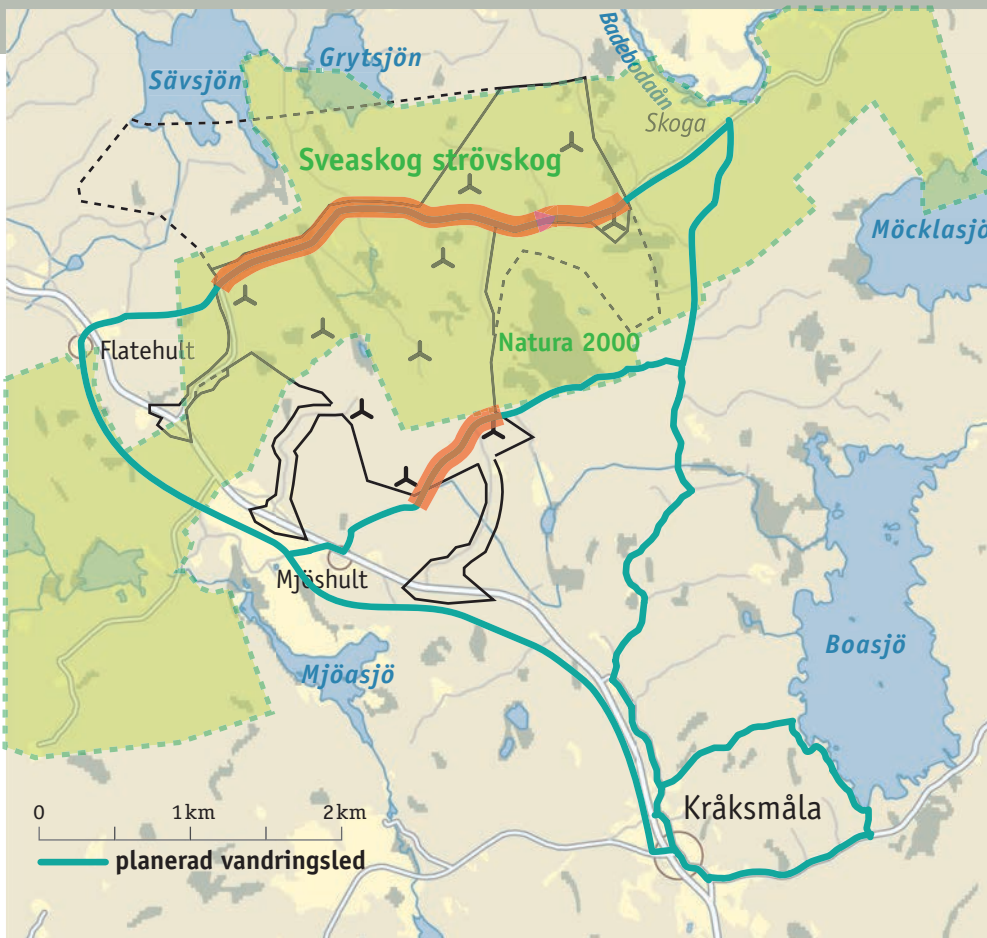 Grytsjön
Sävsjön
Badebodaån
Skoga
Sveaskog strövskog
Möcklasjö
Flatehult
Natura 2000
Mjöshult
Mjöasjö
Boasjö
Kråksmåla
0 1km 2km
planerad vandringsled